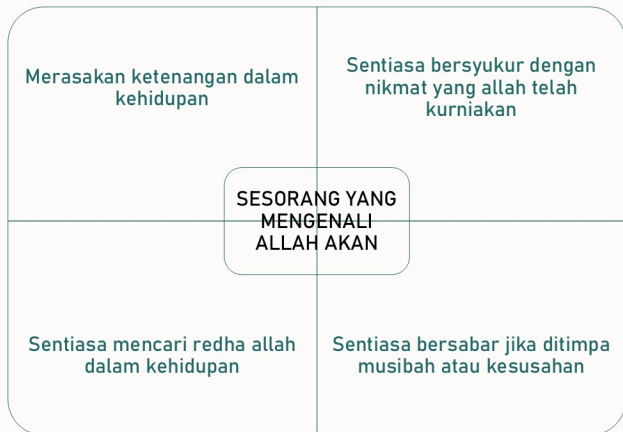 Merasakan ketenangan dalam
kehidupan
Sentiasa bersyukur dengan
nikmat yang allah telah
kurniakan
SESORANG YANG
MENGENALI
ALLAH AKAN
Sentiasa mencari redha allah
dalam kehidupan
Sentiasa bersabar jika ditimpa
musibah atau kesusahan